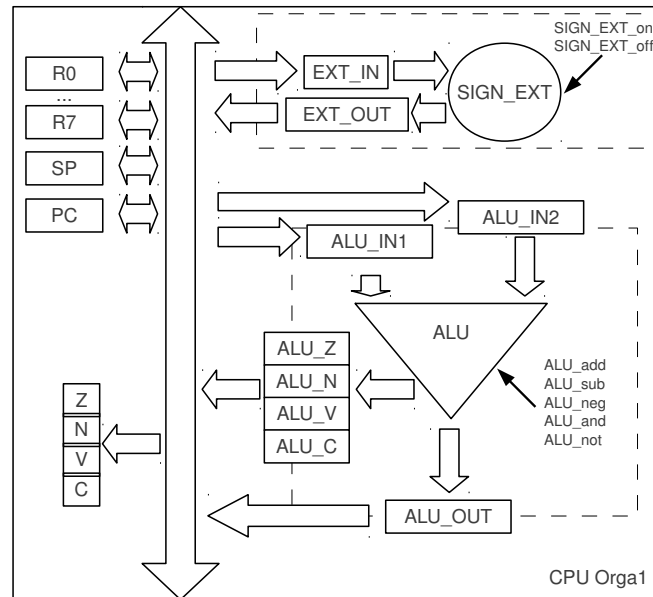 SIGN_EXT_on
SIGN_EXT_off
R0
...
R7
SP
PC
EXT_IN
SIGN_EXT
EXT_OUT
ALU_IN2
ALU_IN1
ALU
ALU_Z
ALU_N
ALU_V
ALU_C
ALU_add
ALU_sub
ALU_neg
ALU_and
ALU_not
Z
N
V
C
ALU_OUT
CPU Orga1